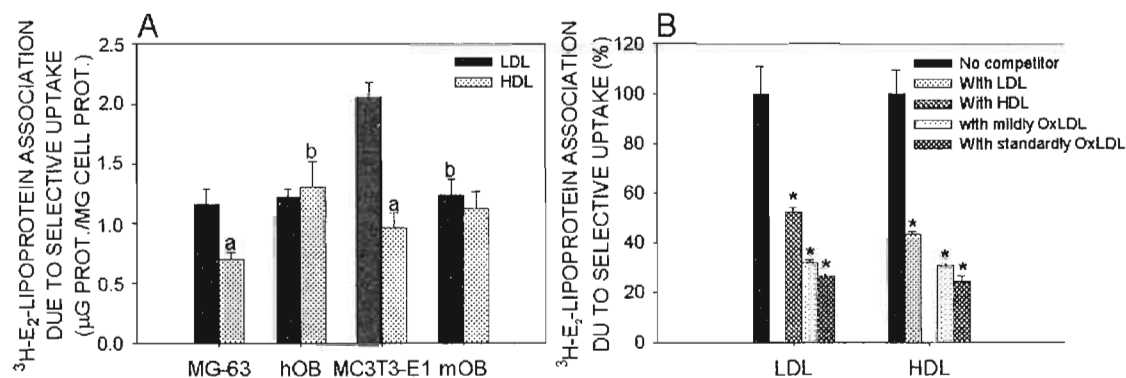 A
³H-E₂-LIPOPROTEIN ASSOCIATION
DUE TO SELECTIVE UPTAKE
(µG PROT./MG CELL PROT.)
2.5
2.0
1.5
1.0
0.5
0.0
LDL
HDL
a
b
a
b
MG-63 hOB MC3T3-E1 mOB
B
³H-E₂-LIPOPROTEIN ASSOCIATION
DU TO SELECTIVE UPTAKE (%)
120
100
80
60
40
20
0
No competitor
With LDL
With HDL
with mildly OxLDL
With standardly OxLDL
* * *
* * *
LDL HDL